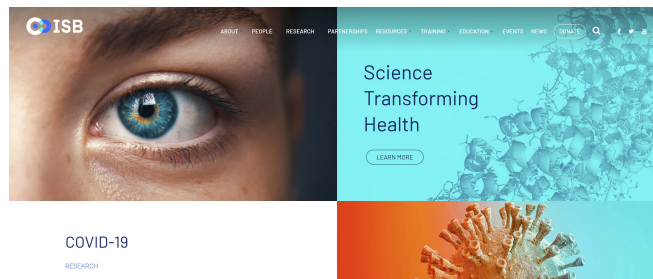 ISB
ABOUT PEOPLE RESEARCH PARTNERSHIPS RESOURCES TRAINING EDUCATION EVENTS NEWS DONATE
Science
Transforming
Health
LEARN MORE
COVID-19
RESEARCH